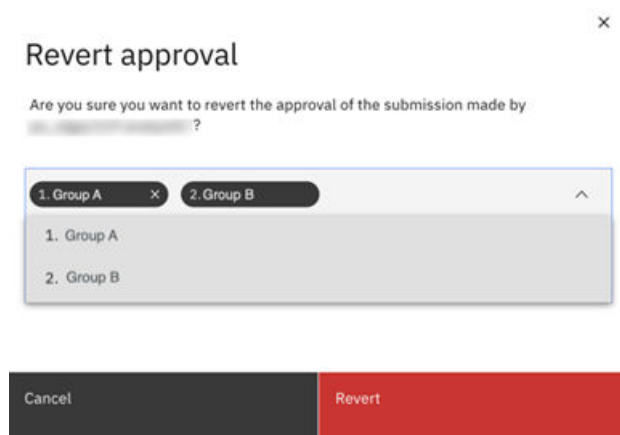 Revert approval
Are you sure you want to revert the approval of the submission made by
?
1. Group A × 2. Group B
1. Group A
2. Group B
Cancel Revert